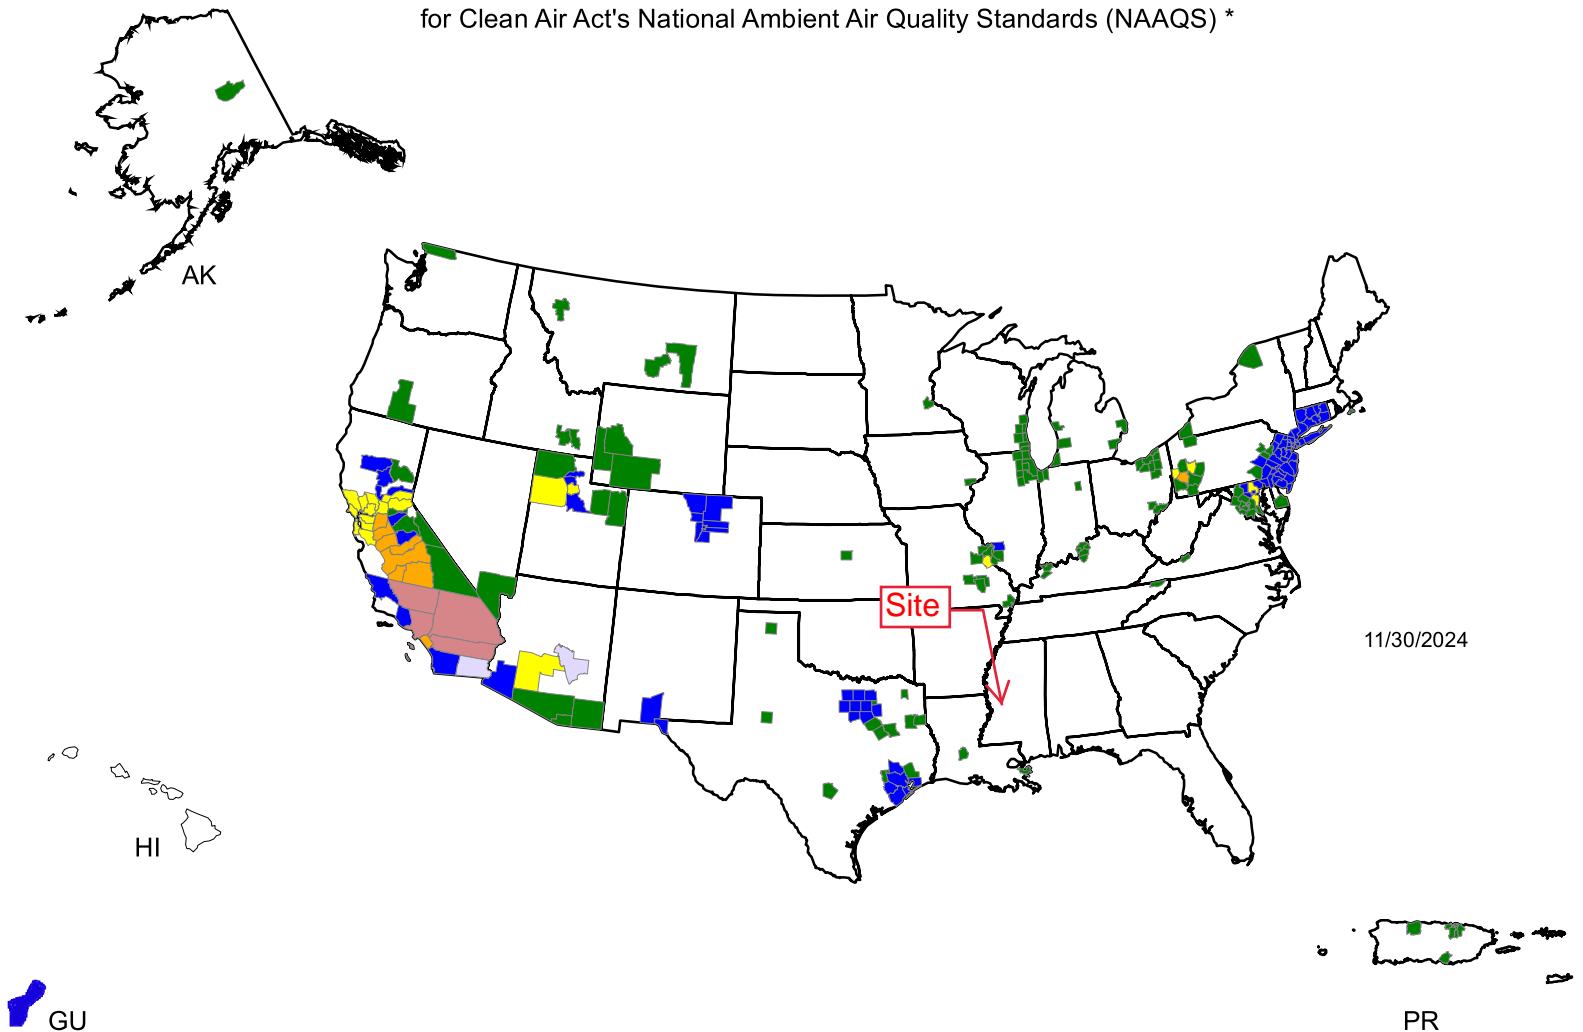 for Clean Air Act's National Ambient Air Quality Standards (NAAQS) *
AK
Site
11/30/2024
HI
GU
PR